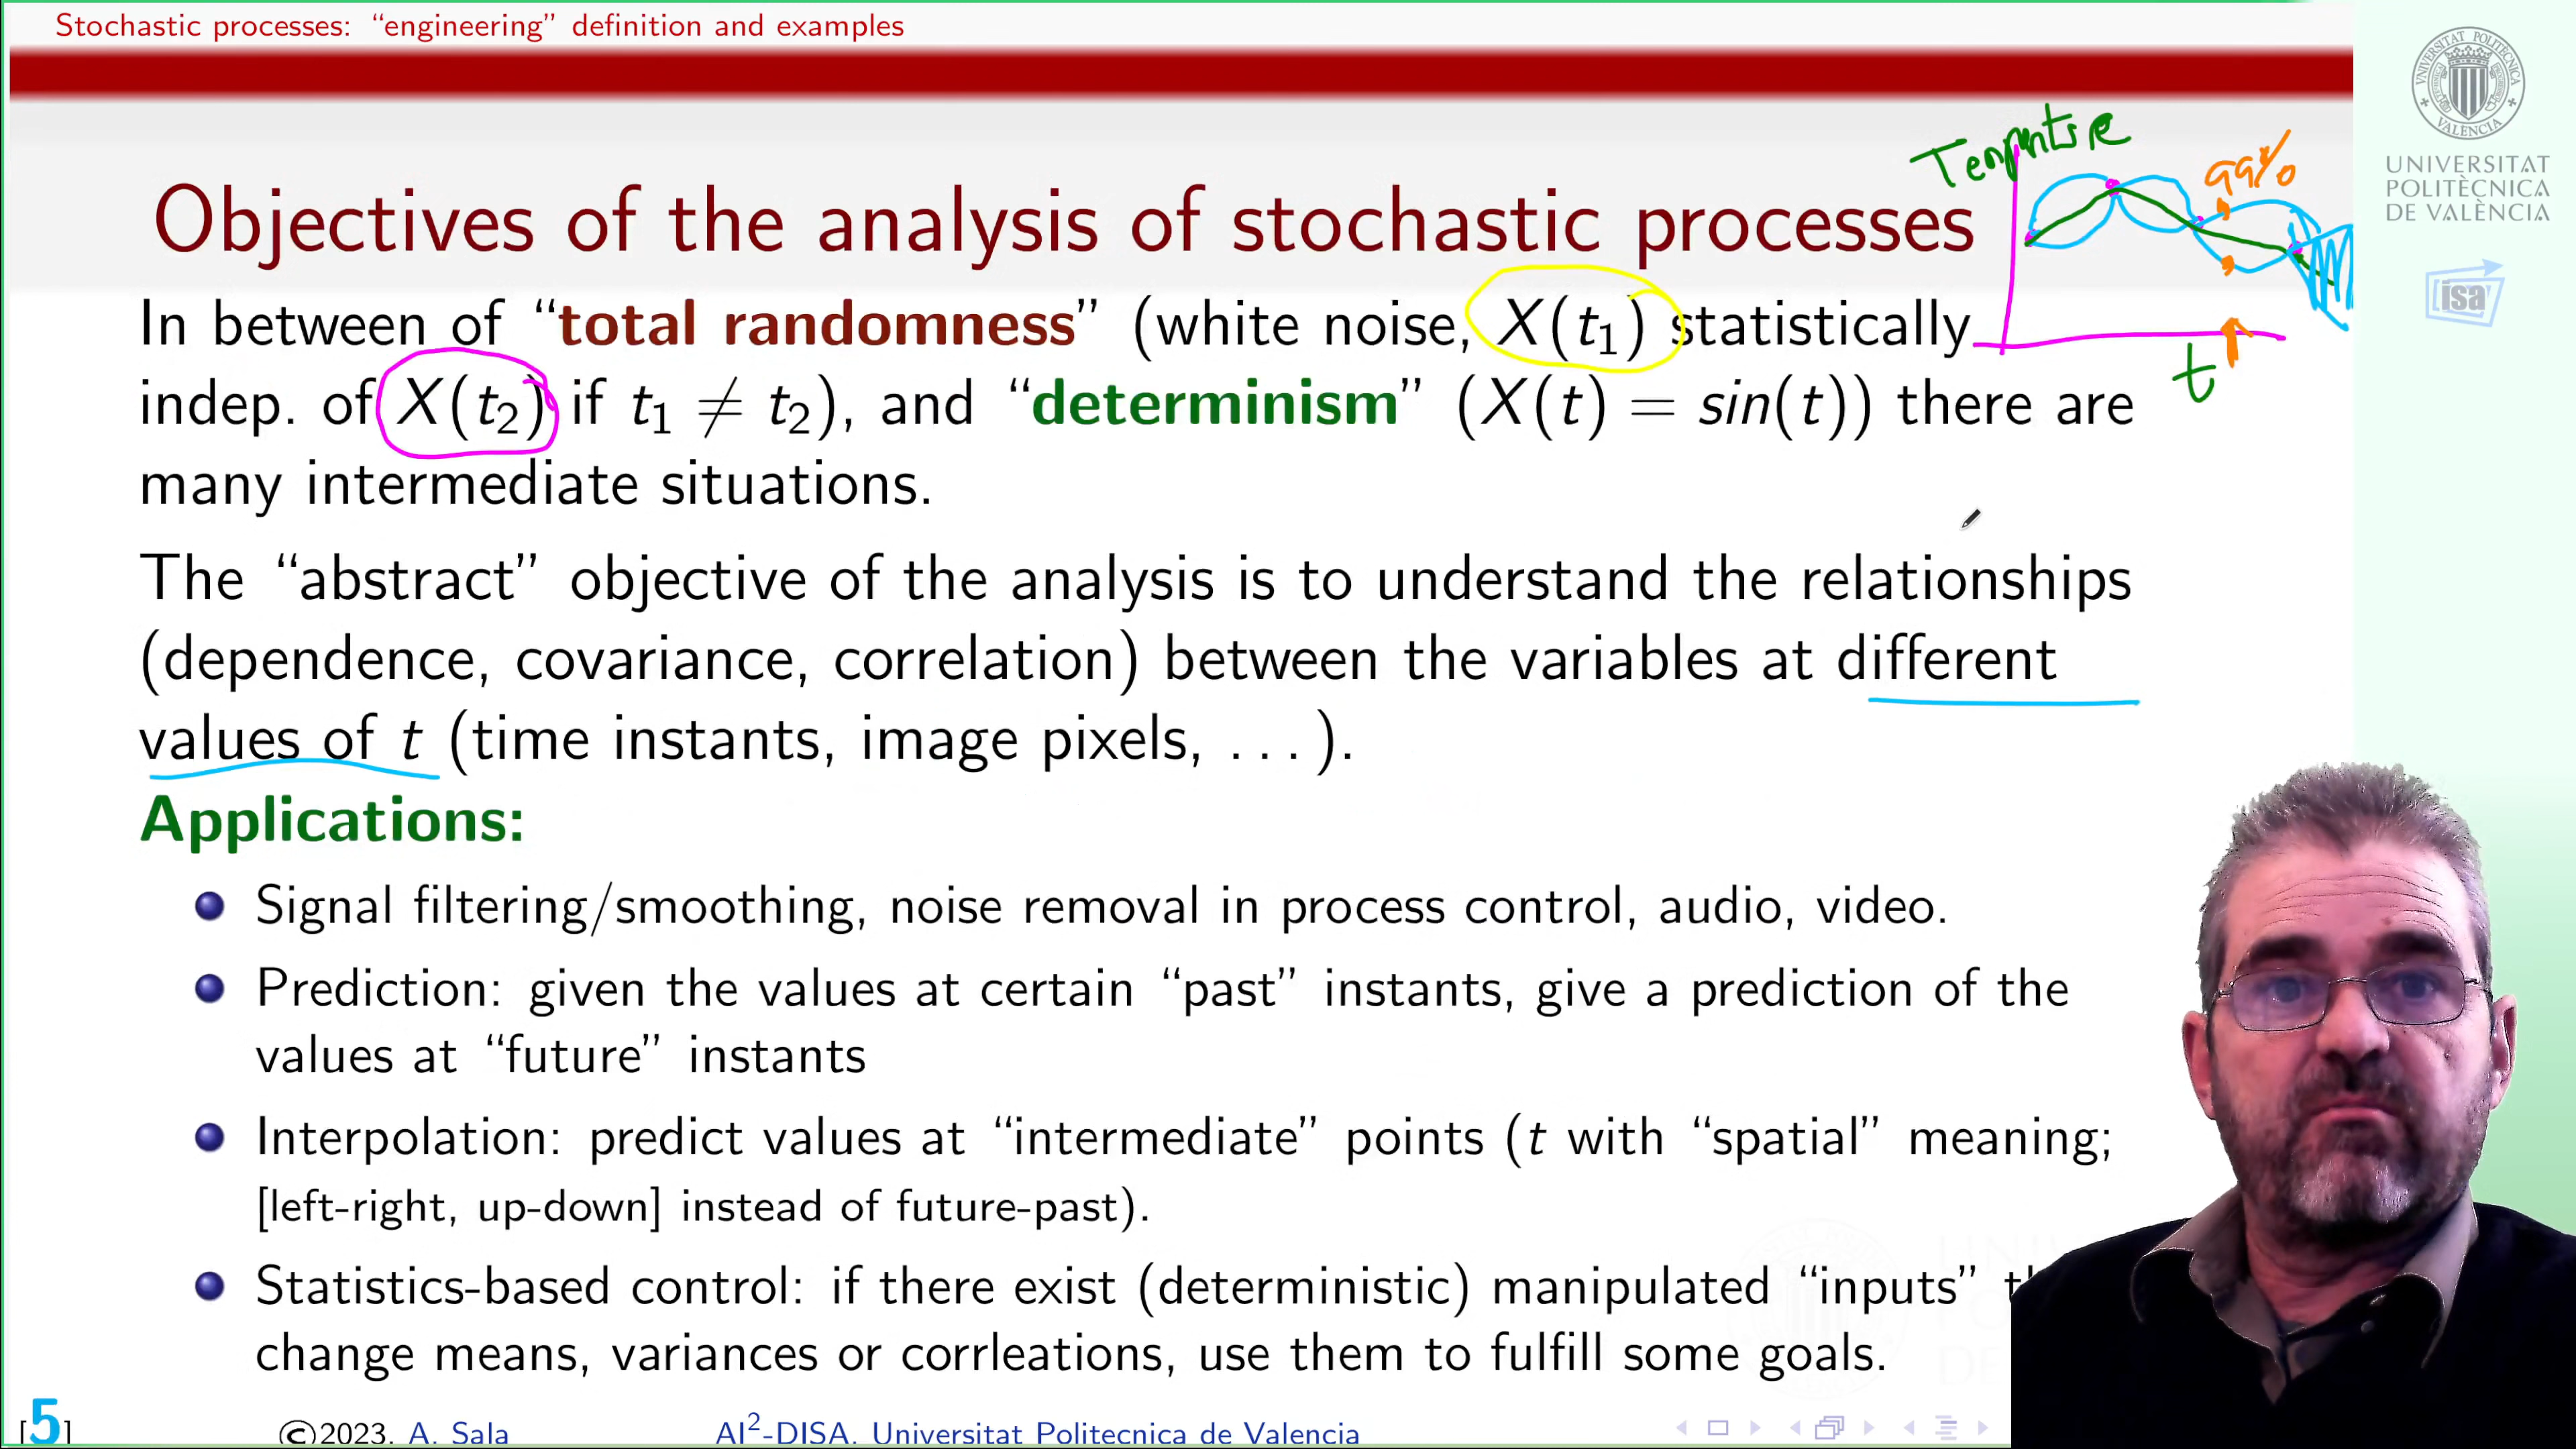 Stochastic processes: “engineering” definition and examples
UNIVERSITAT POLITECNICA VALENCIA
UNIVERSITAT
POLITÈCNICA
DE VALÈNCIA
isa
99%
Objectives of the analysis of stochastic processes
In between of “total randomness” (white noise, X(t₁) statistically
t
indep. of X(t₂) if t₁ ≠ t₂), and “determinism” (X(t) = sin(t)) there are
many intermediate situations.
The “abstract” objective of the analysis is to understand the relationships
(dependence, covariance, correlation) between the variables at different
values of t (time instants, image pixels, . . . ).
Applications:
Signal filtering/smoothing, noise removal in process control, audio, video.
Prediction: given the values at certain “past” instants, give a prediction of the
values at “future” instants
Interpolation: predict values at “intermediate” points (t with “spatial” meaning;
[left-right, up-down] instead of future-past).
Statistics-based control: if there exist (deterministic) manipulated “inputs”
change means, variances or corrleations, use them to fulfill some goals.
[5]
©2023, A. Sala
AI²-DISA, Universitat Politecnica de Valencia